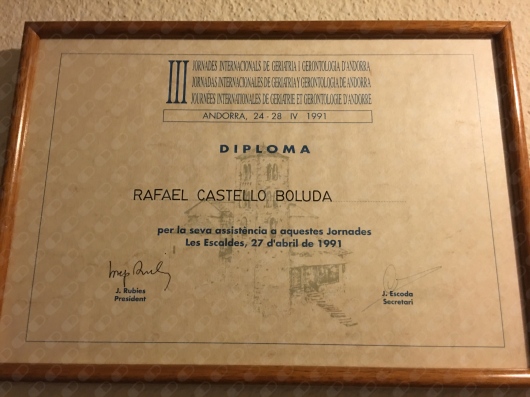 III JORNADES INTERNACIONALS DE GERIATRIA I GERONTOLOGIA D'ANDORRA
JORNADAS INTERNACIONALES DE GERIATRIA Y GERONTOLOGIA DE ANDORRA
JOURNÉES INTERNATIONALES DE GERIATRIE ET GERONTOLOGIE D'ANDORRE
ANDORRA, 24-28 IV 1991
DIPLOMA
RAFAEL CASTELLO BOLUDA
per la seva assistència a aquestes Jornades
Les Escaldes, 27 d'abril de 1991
J. Rubies
President
J. Escoda
Secretari